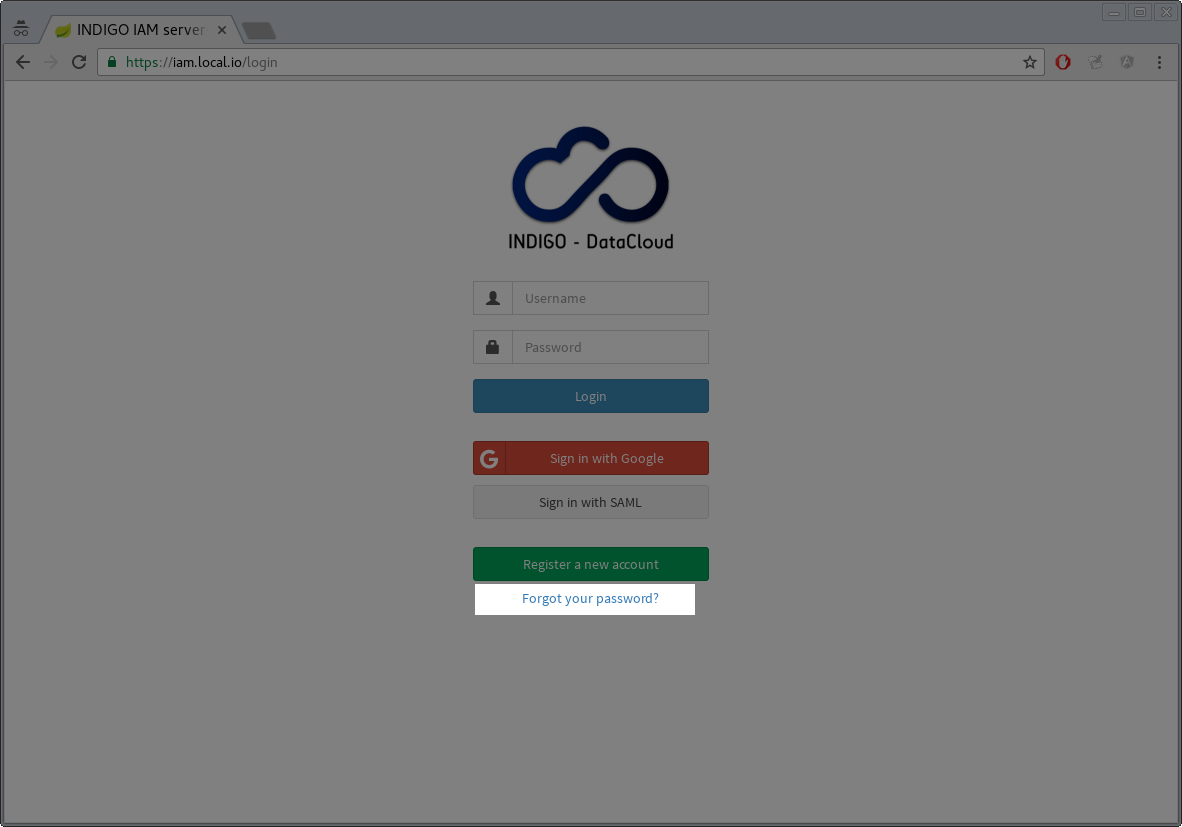 INDIGO IAM server
https://iam.local.io/login
INDIGO - DataCloud
Username
Password
Login
G Sign in with Google
Sign in with SAML
Register a new account
Forgot your password?